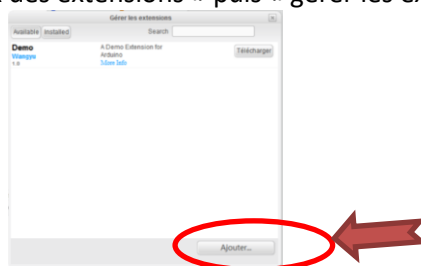 des extensions » puis « gérer les ex
Gérer les extensions
Available Installed Search
Demo A Demo Extension for Télécharger
Wangyu Arduino
1.0 More Info
Ajouter...